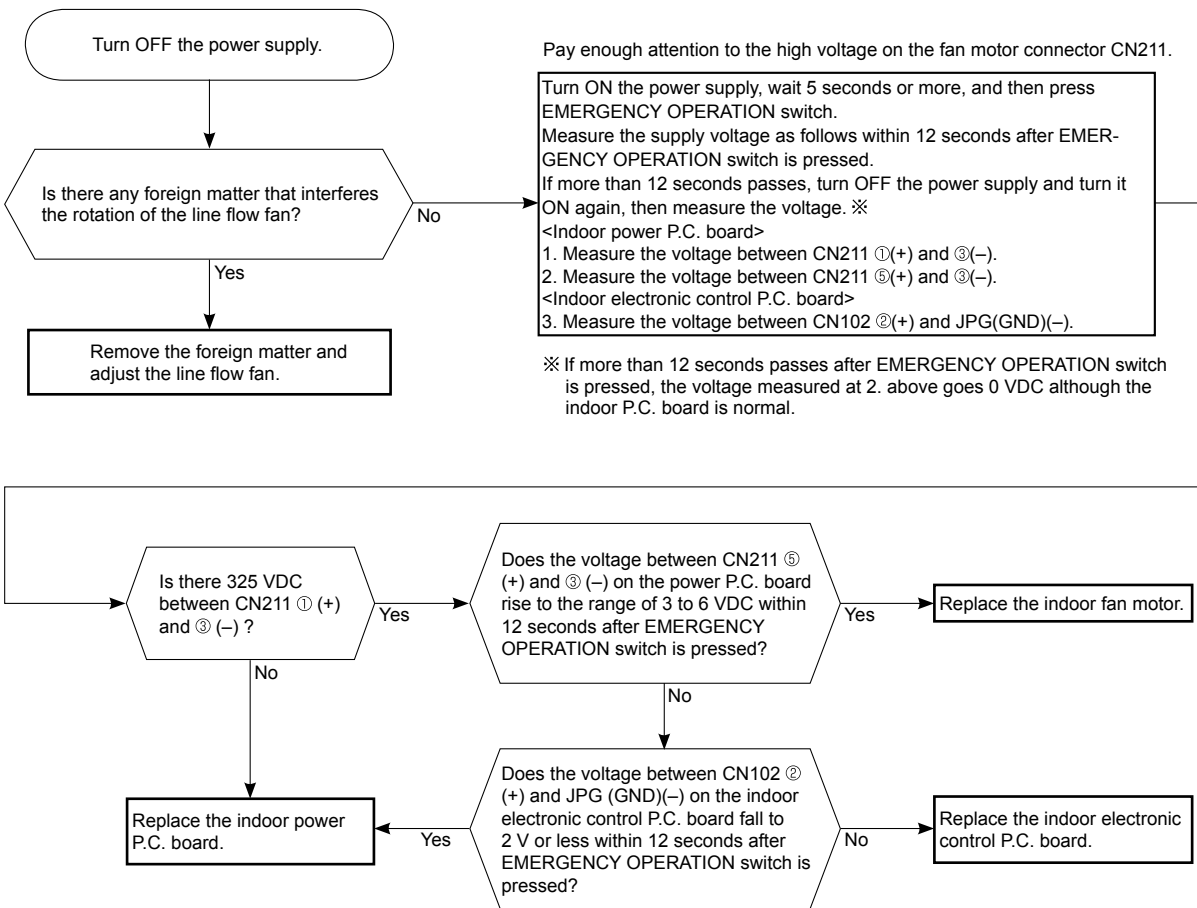 Turn OFF the power supply.
Is there any foreign matter that interferes
the rotation of the line flow fan?
No
Yes
Remove the foreign matter and
adjust the line flow fan.
Pay enough attention to the high voltage on the fan motor connector CN211.
Turn ON the power supply, wait 5 seconds or more, and then press
EMERGENCY OPERATION switch.
Measure the supply voltage as follows within 12 seconds after EMER-
GENCY OPERATION switch is pressed.
If more than 12 seconds passes, turn OFF the power supply and turn it
ON again, then measure the voltage. ※
<Indoor power P.C. board>
1. Measure the voltage between CN211 ①(+) and ③(–).
2. Measure the voltage between CN211 ⑤(+) and ③(–).
<Indoor electronic control P.C. board>
3. Measure the voltage between CN102 ②(+) and JPG(GND)(–).
※ If more than 12 seconds passes after EMERGENCY OPERATION switch
is pressed, the voltage measured at 2. above goes 0 VDC although the
indoor P.C. board is normal.
Is there 325 VDC
between CN211 ① (+)
and ③ (–) ?
Yes
No
Does the voltage between CN211 ⑤
(+) and ③ (–) on the power P.C. board
rise to the range of 3 to 6 VDC within
12 seconds after EMERGENCY
OPERATION switch is pressed?
Yes
No
Replace the indoor fan motor.
Replace the indoor power
P.C. board.
Yes
Does the voltage between CN102 ②
(+) and JPG (GND)(–) on the indoor
electronic control P.C. board fall to
2 V or less within 12 seconds after
EMERGENCY OPERATION switch is
pressed?
No
Replace the indoor electronic
control P.C. board.